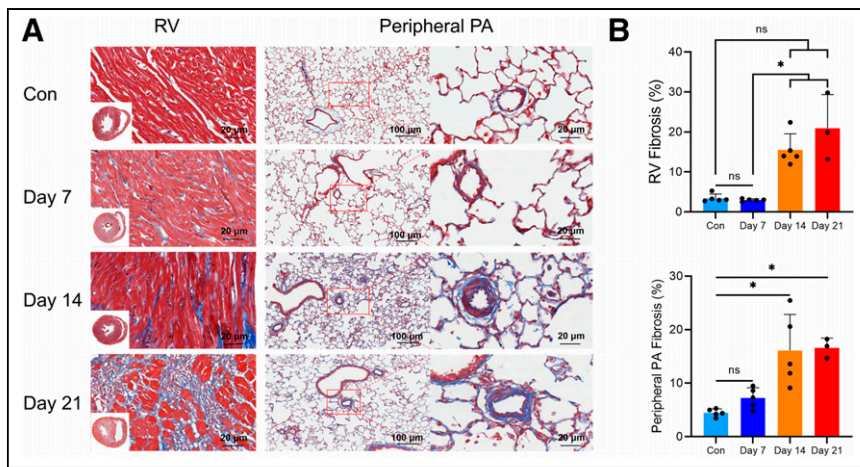 A
RV
Peripheral PA
Con
20 µm
100 µm
20 µm
Day 7
20 µm
100 µm
20 µm
Day 14
20 µm
100 µm
20 µm
Day 21
20 µm
100 µm
20 µm
B
ns
*
ns
RV Fibrosis (%)
40
30
20
10
0
Con Day 7 Day 14 Day 21
*
*
ns
Peripheral PA Fibrosis (%)
30
20
10
0
Con Day 7 Day 14 Day 21